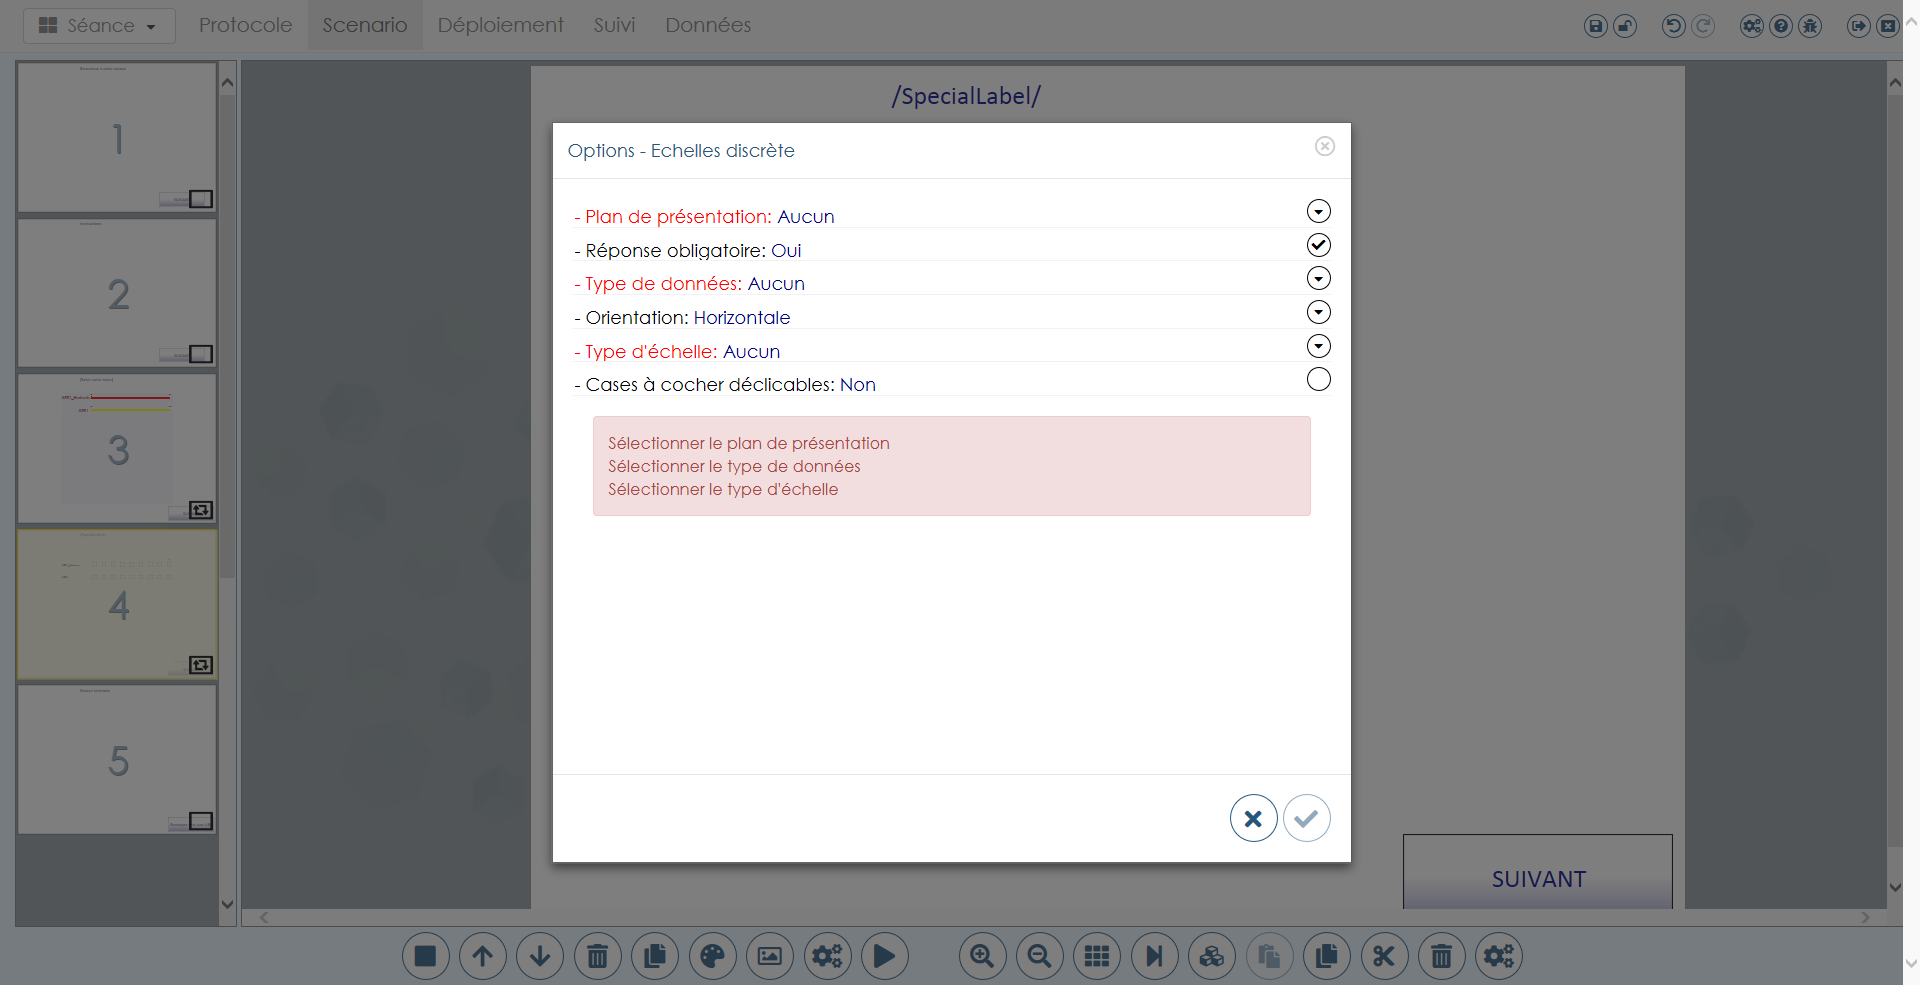 Séance
Protocole
Scenario
Déploiement
Suivi
Données
/SpecialLabel/
1
2
3
4
5
Options - Echelles discrète
- Plan de présentation: Aucun
- Réponse obligatoire: Oui
- Type de données: Aucun
- Orientation: Horizontale
- Type d'échelle: Aucun
- Cases à cocher déclicables: Non
Sélectionner le plan de présentation
Sélectionner le type de données
Sélectionner le type d'échelle
SUIVANT